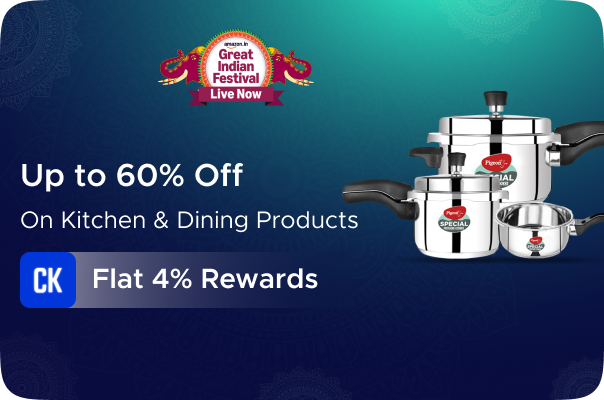 amazon.in
Great
Indian
Festival
Live Now
Up to 60% Off
On Kitchen & Dining Products
CK
Flat 4% Rewards
Pigeon
SPECIAL
Pigeon
SPECIAL
Pigeon